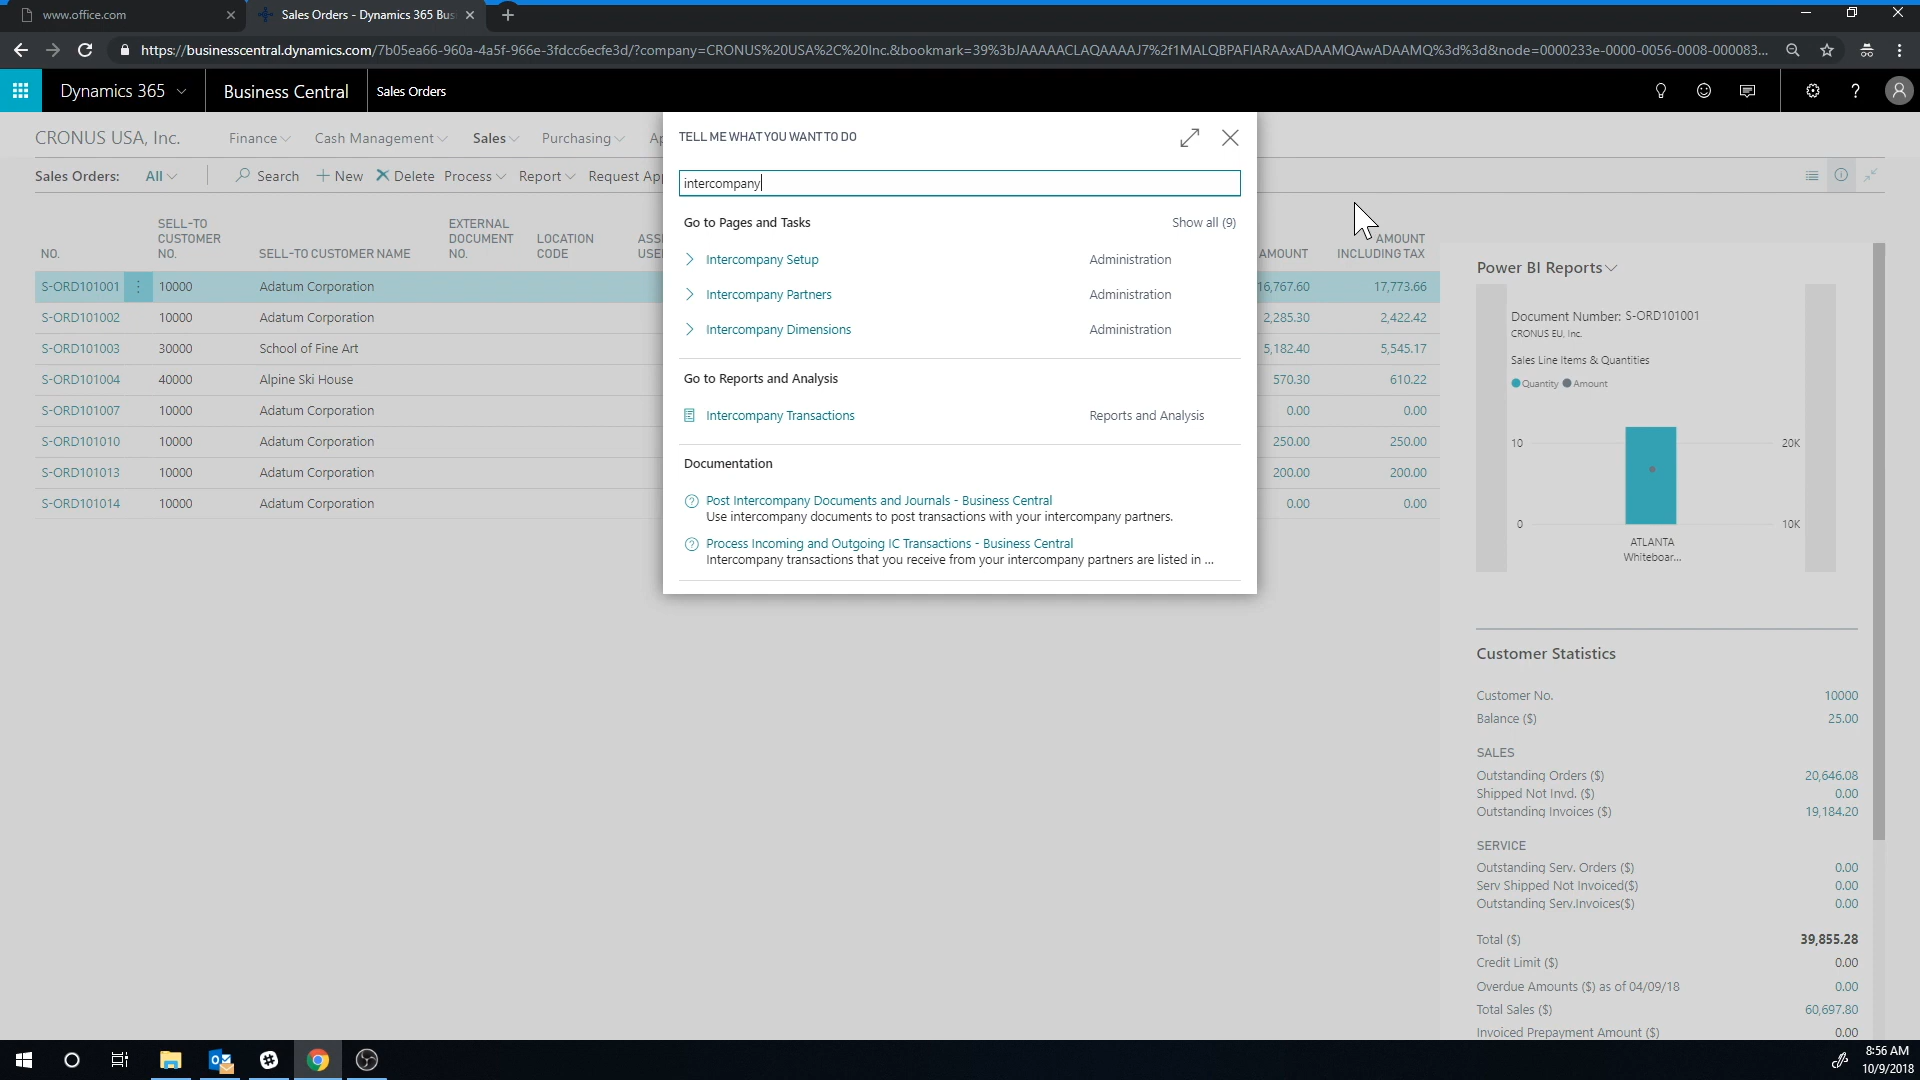 www.office.com
Sales Orders - Dynamics 365 Bus
https://businesscentral.dynamics.com/7b05ea66-960a-4a5f-966e-3fdcc6ecfe3d/?company=CRONUS%20USA%2C%20Inc.&bookmark=39%3bJAAAAACLAQAAAAJ7%2f1MALQBPAFIARAAxADAAMQAwADAAMQ%3d%3d&node=0000233e-0000-0056-0008-000083...
Dynamics 365
Business Central
Sales Orders
CRONUS USA, Inc.
Finance
Cash Management
Sales
Purchasing
Ap
Sales Orders:
All
Search
New
Delete
Process
Report
Request App
NO.
SELL-TO
CUSTOMER
NO.
SELL-TO CUSTOMER NAME
EXTERNAL
DOCUMENT
NO.
LOCATION
CODE
ASSI
USE
AMOUNT
AMOUNT
INCLUDING TAX
S-ORD101001 10000 Adatum Corporation 16,767.60 17,773.66
S-ORD101002 10000 Adatum Corporation 2,285.30 2,422.42
S-ORD101003 30000 School of Fine Art 5,182.40 5,545.17
S-ORD101004 40000 Alpine Ski House 570.30 610.22
S-ORD101007 10000 Adatum Corporation 0.00 0.00
S-ORD101010 10000 Adatum Corporation 250.00 250.00
S-ORD101013 10000 Adatum Corporation 200.00 200.00
S-ORD101014 10000 Adatum Corporation 0.00 0.00
TELL ME WHAT YOU WANT TO DO
intercompany
Go to Pages and Tasks Show all (9)
Intercompany Setup Administration
Intercompany Partners Administration
Intercompany Dimensions Administration
Go to Reports and Analysis
Intercompany Transactions Reports and Analysis
Documentation
Post Intercompany Documents and Journals - Business Central
Use intercompany documents to post transactions with your intercompany partners.
Process Incoming and Outgoing IC Transactions - Business Central
Intercompany transactions that you receive from your intercompany partners are listed in ...
Power BI Reports
Document Number: S-ORD101001
CRONUS EU, Inc.
Sales Line Items & Quantities
Quantity Amount
10 20K
0 10K
ATLANTA
Whiteboar...
Customer Statistics
Customer No. 10000
Balance ($) 25.00
SALES
Outstanding Orders ($) 20,646.08
Shipped Not Invd. ($) 0.00
Outstanding Invoices ($) 19,184.20
SERVICE
Outstanding Serv. Orders ($) 0.00
Serv Shipped Not Invoiced($) 0.00
Outstanding Serv.Invoices($) 0.00
Total ($) 39,855.28
Credit Limit ($) 0.00
Overdue Amounts ($) as of 04/09/18 0.00
Total Sales ($) 60,697.80
Invoiced Prepayment Amount ($) 0.00
8:56 AM
10/9/2018